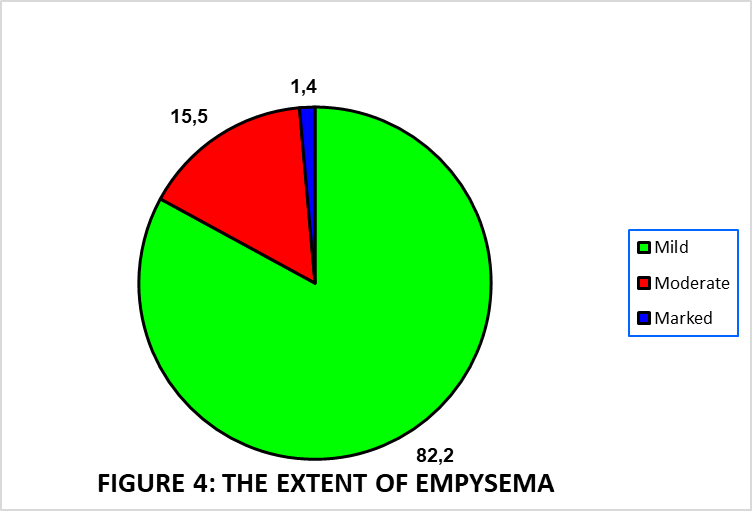 1,4
15,5
Mild
Moderate
Marked
82,2
FIGURE 4: THE EXTENT OF EMPYSEMA